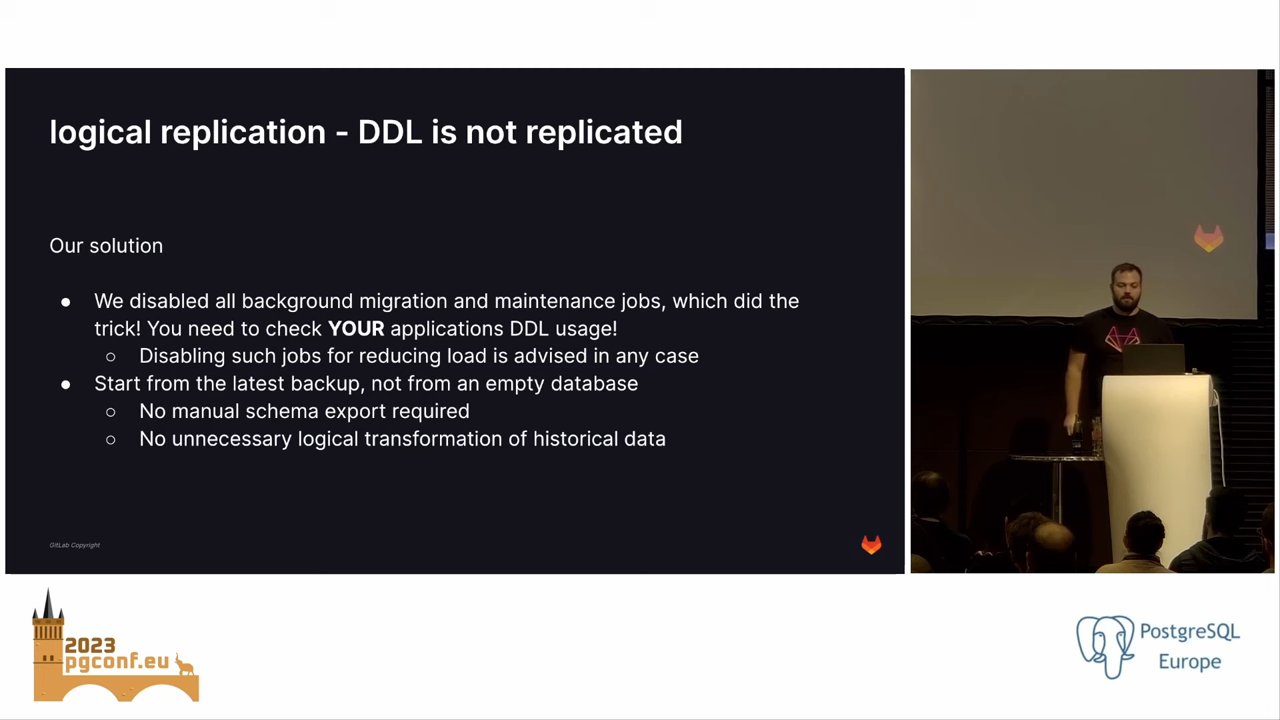 logical replication - DDL is not replicated
Our solution
● We disabled all background migration and maintenance jobs, which did the
trick! You need to check YOUR applications DDL usage!
○ Disabling such jobs for reducing load is advised in any case
● Start from the latest backup, not from an empty database
○ No manual schema export required
○ No unnecessary logical transformation of historical data
GitLab Copyright
2023
pgconf.eu
PostgreSQL
Europe